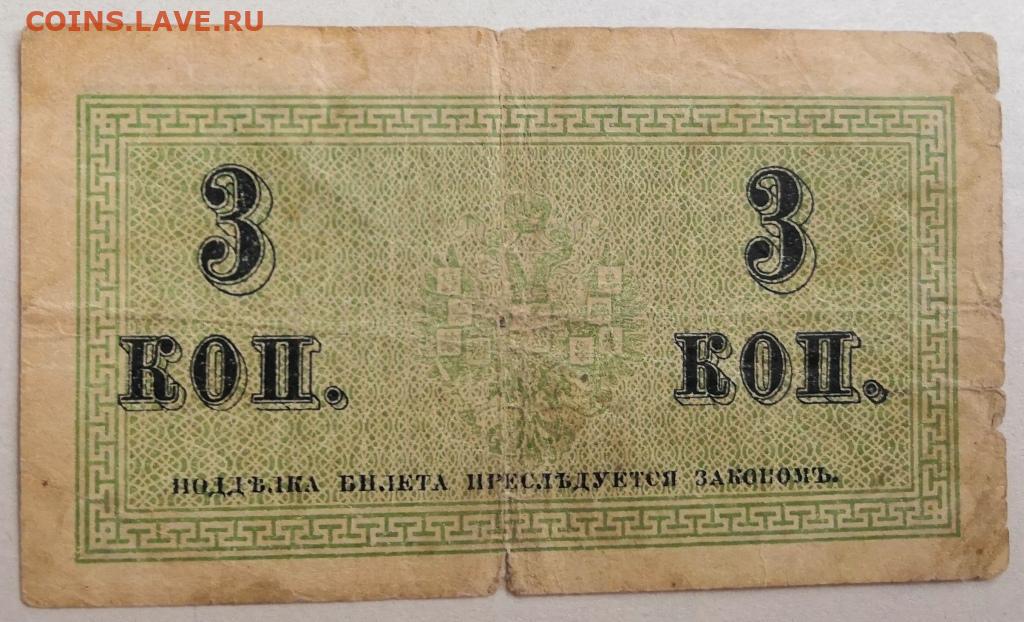 COINS.LAVE.RU
3 3
КОП. КОП.
ПОДДѢЛКА БИЛЕТА ПРЕСЛѢДУЕТСЯ ЗАКОНОМЪ.